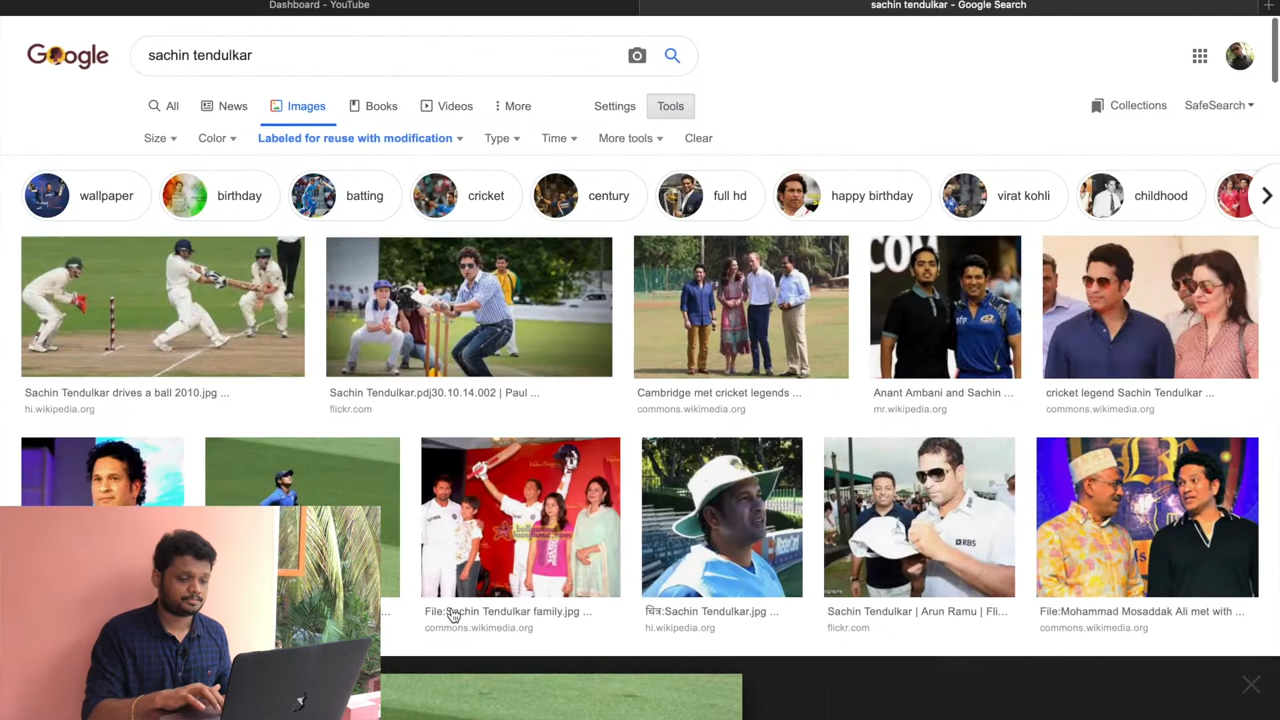 Dashboard - YouTube
sachin tendulkar - Google Search
Google
sachin tendulkar
All News Images Books Videos More Settings Tools
Collections SafeSearch
Size Color Labeled for reuse with modification Type Time More tools Clear
wallpaper birthday batting cricket century full hd happy birthday virat kohli childhood
Sachin Tendulkar drives a ball 2010.jpg ...
hi.wikipedia.org
Sachin Tendulkar.pdj30.10.14.002 | Paul ...
flickr.com
Cambridge met cricket legends ...
commons.wikimedia.org
Anant Ambani and Sachin ...
mr.wikipedia.org
cricket legend Sachin Tendulkar ...
commons.wikimedia.org
...
File:Sachin Tendulkar family.jpg ...
commons.wikimedia.org
चित्र:Sachin Tendulkar.jpg ...
hi.wikipedia.org
Sachin Tendulkar | Arun Ramu | Fli...
flickr.com
File:Mohammad Mosaddak Ali met with ...
commons.wikimedia.org
RBS
MasterCard